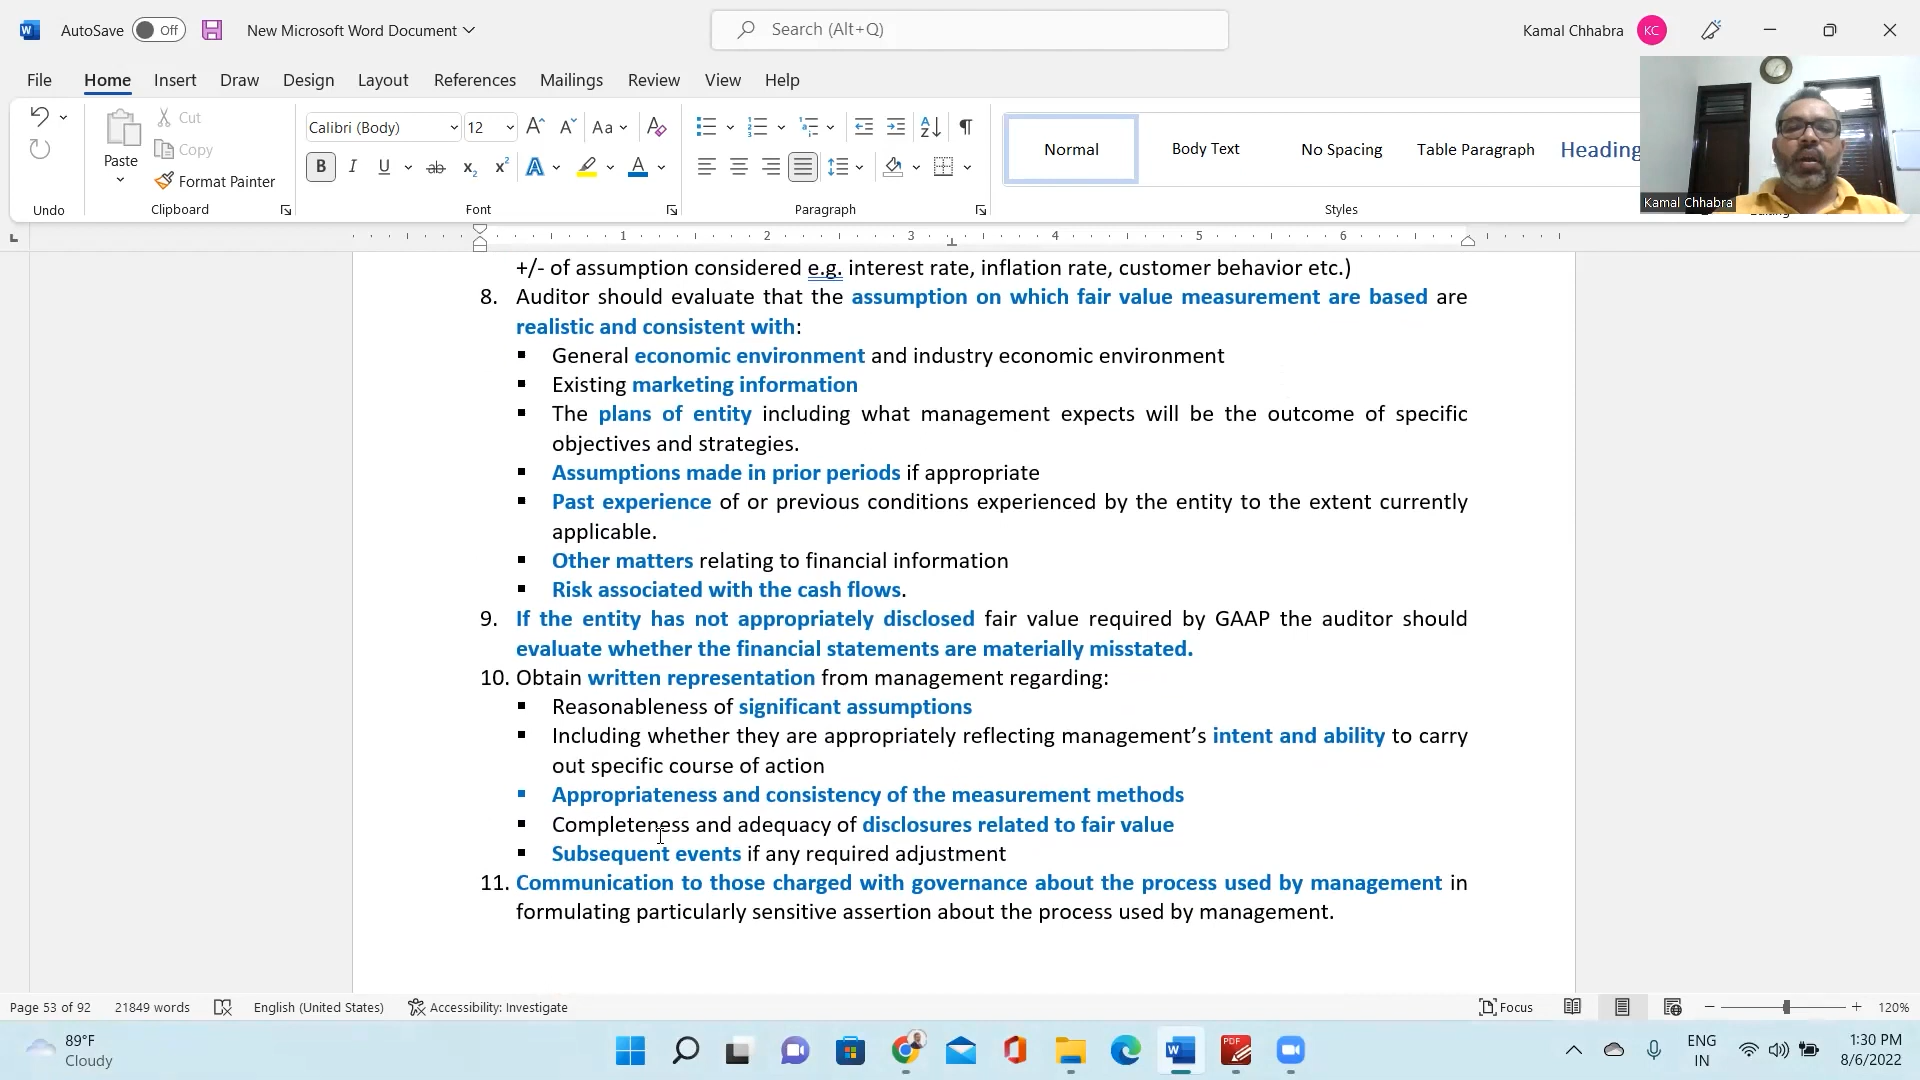 AutoSave Off New Microsoft Word Document Search (Alt+Q) Kamal Chhabra KC
File Home Insert Draw Design Layout References Mailings Review View Help
Paste Cut Copy Format Painter
Calibri (Body) 12
Normal Body Text No Spacing Table Paragraph Heading
Undo Clipboard Font Paragraph Styles
Kamal Chhabra
1 2 3 4 5 6
+/- of assumption considered e.g. interest rate, inflation rate, customer behavior etc.)
8. Auditor should evaluate that the assumption on which fair value measurement are based are
realistic and consistent with:
▪ General economic environment and industry economic environment
▪ Existing marketing information
▪ The plans of entity including what management expects will be the outcome of specific
objectives and strategies.
▪ Assumptions made in prior periods if appropriate
▪ Past experience of or previous conditions experienced by the entity to the extent currently
applicable.
▪ Other matters relating to financial information
▪ Risk associated with the cash flows.
9. If the entity has not appropriately disclosed fair value required by GAAP the auditor should
evaluate whether the financial statements are materially misstated.
10. Obtain written representation from management regarding:
▪ Reasonableness of significant assumptions
▪ Including whether they are appropriately reflecting management’s intent and ability to carry
out specific course of action
▪ Appropriateness and consistency of the measurement methods
▪ Completeness and adequacy of disclosures related to fair value
▪ Subsequent events if any required adjustment
11. Communication to those charged with governance about the process used by management in
formulating particularly sensitive assertion about the process used by management.
Page 53 of 92 21849 words English (United States) Accessibility: Investigate Focus 120%
89°F
Cloudy
ENG
IN
1:30 PM
8/6/2022